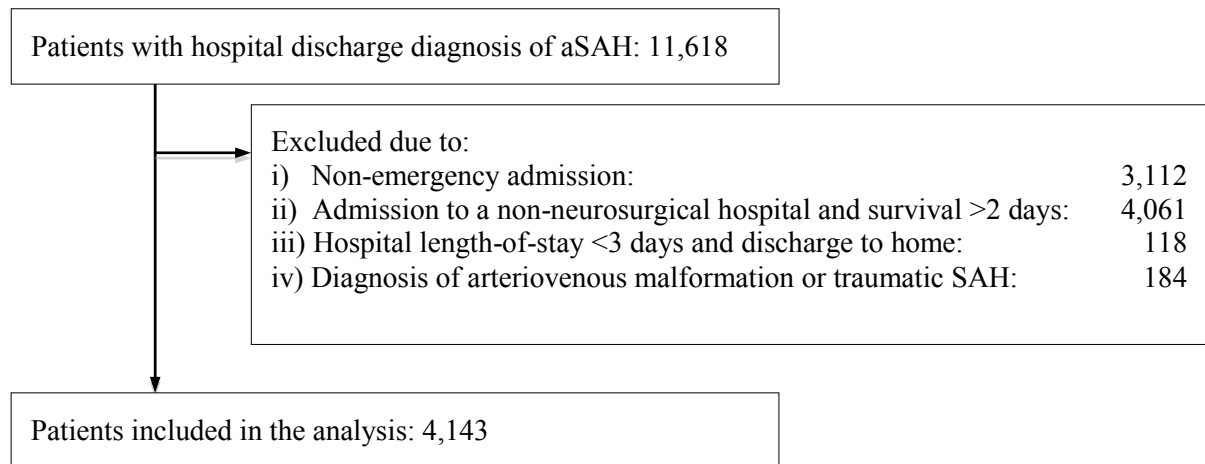 Patients with hospital discharge diagnosis of aSAH: 11,618
Excluded due to:
i) Non-emergency admission: 3,112
ii) Admission to a non-neurosurgical hospital and survival >2 days: 4,061
iii) Hospital length-of-stay <3 days and discharge to home: 118
iv) Diagnosis of arteriovenous malformation or traumatic SAH: 184
Patients included in the analysis: 4,143